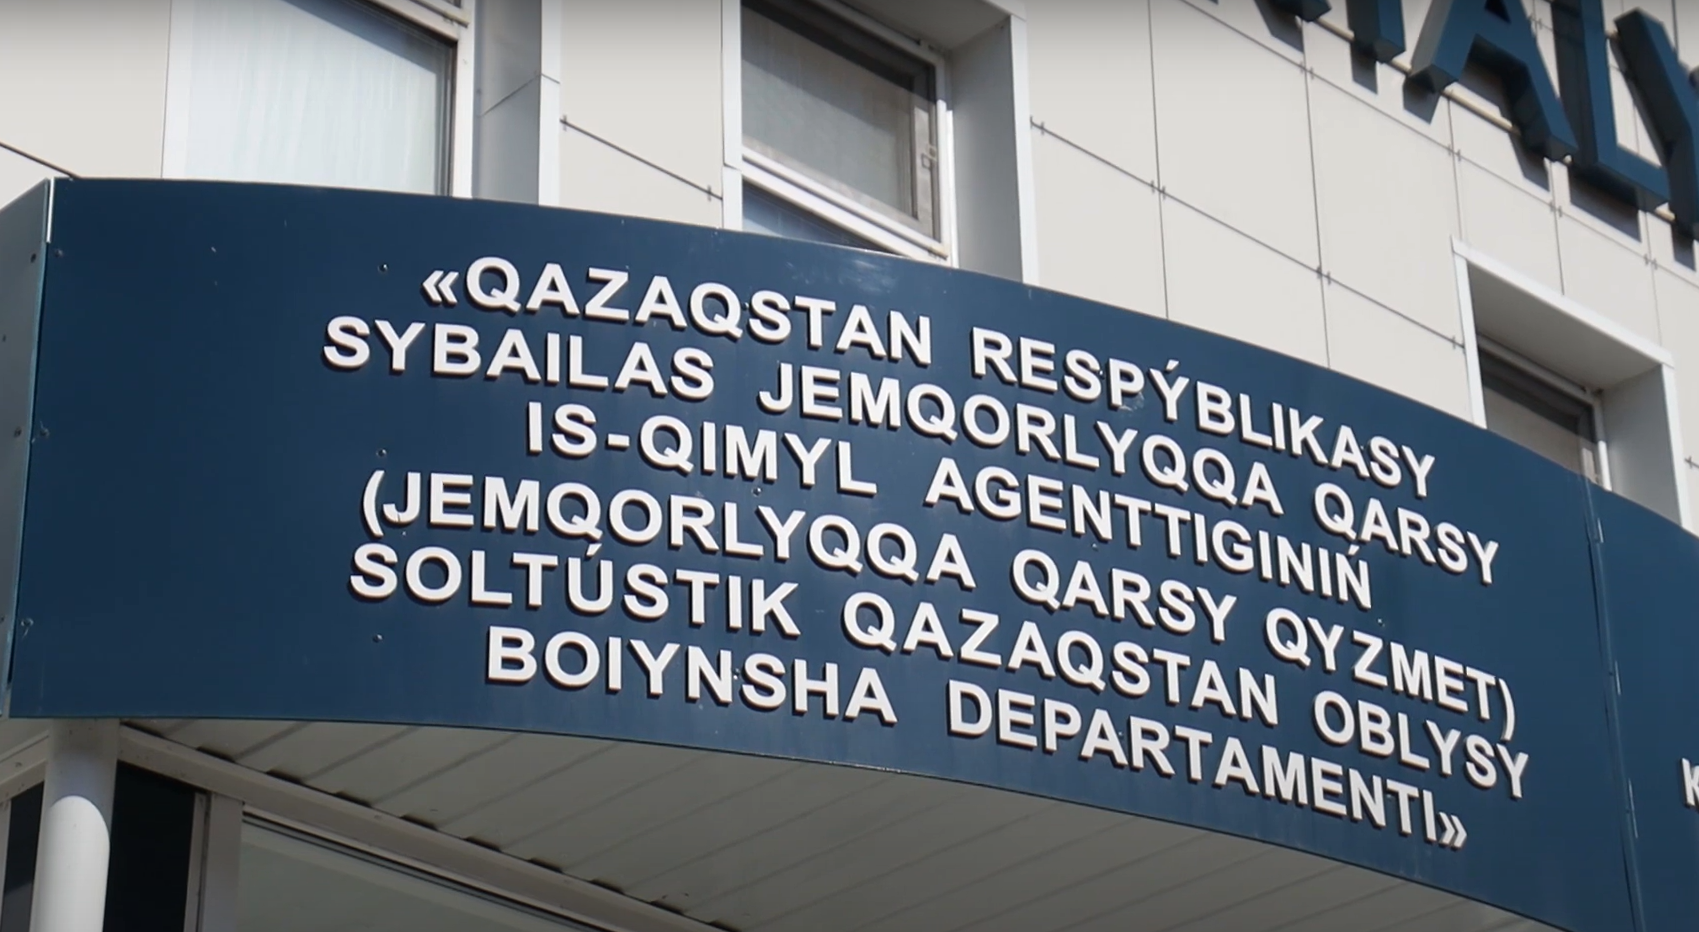 «QAZAQSTAN RESPÝBLIKASY
SYBAILAS JEMQORLYQQA QARSY
IS-QIMYL AGENTTIGINIŃ
(JEMQORLYQQA QARSY QYZMET)
SOLTÚSTIK QAZAQSTAN OBLYSY
BOIYNSHA DEPARTAMENTI»